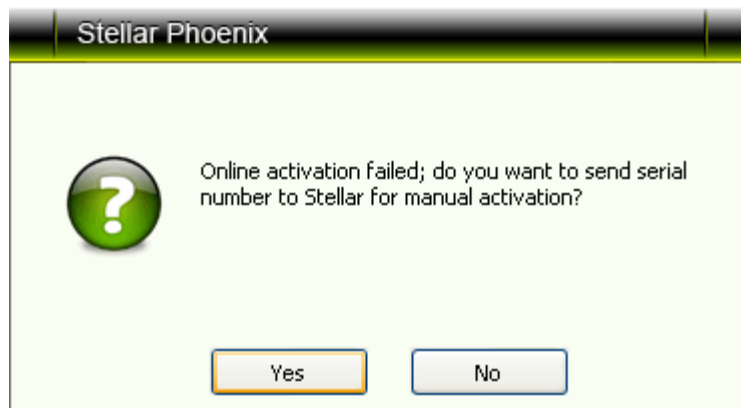 Stellar Phoenix
Online activation failed; do you want to send serial
number to Stellar for manual activation?
Yes
No